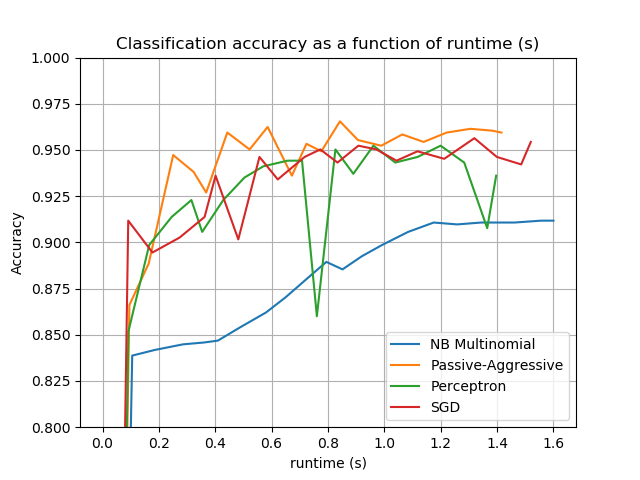 Classification accuracy as a function of runtime (s)
1.000
0.975
0.950
0.925
0.900
0.875
0.850
0.825
0.800
Accuracy
NB Multinomial
Passive-Aggressive
Perceptron
SGD
0.0 0.2 0.4 0.6 0.8 1.0 1.2 1.4 1.6
runtime (s)